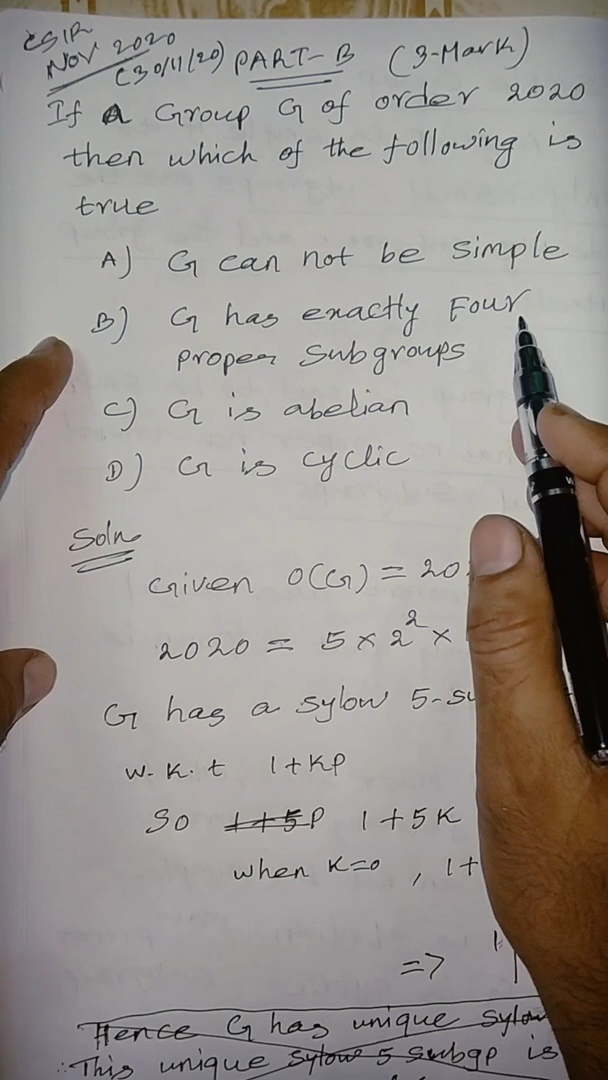 CSIR
NOV 2020
(30/11/20) PART-B (3-Mark)
If a Group G of order 2020
then which of the following is
true
A) G can not be simple
B) G has exactly Four
proper subgroups
C) G is abelian
D) G is cyclic
Soln
Given O(G) = 20
2020 = 5 × 2² ×
G has a sylow 5-su
w.k.t 1+kp
So 1+5P 1+5k
when k=0, 1+
=> 1|
Hence G has unique sylow
∴ This unique sylow 5 subgp is